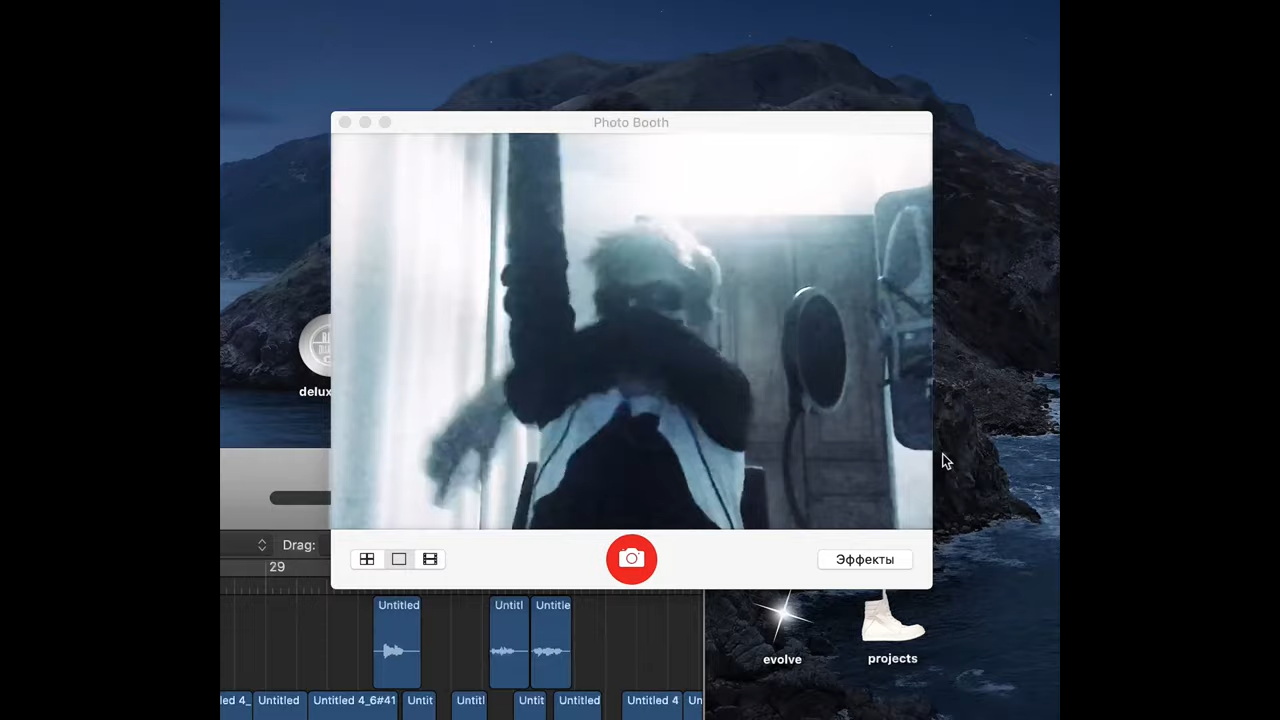 Photo Booth
delux
Drag:
29
Эффекты
Untitled
Untitl
Untitle
evolve
projects
led 4_
Untitled
Untitled 4_6#41
Untit
Untitl
Untit
Untitled
Untitled 4
Un